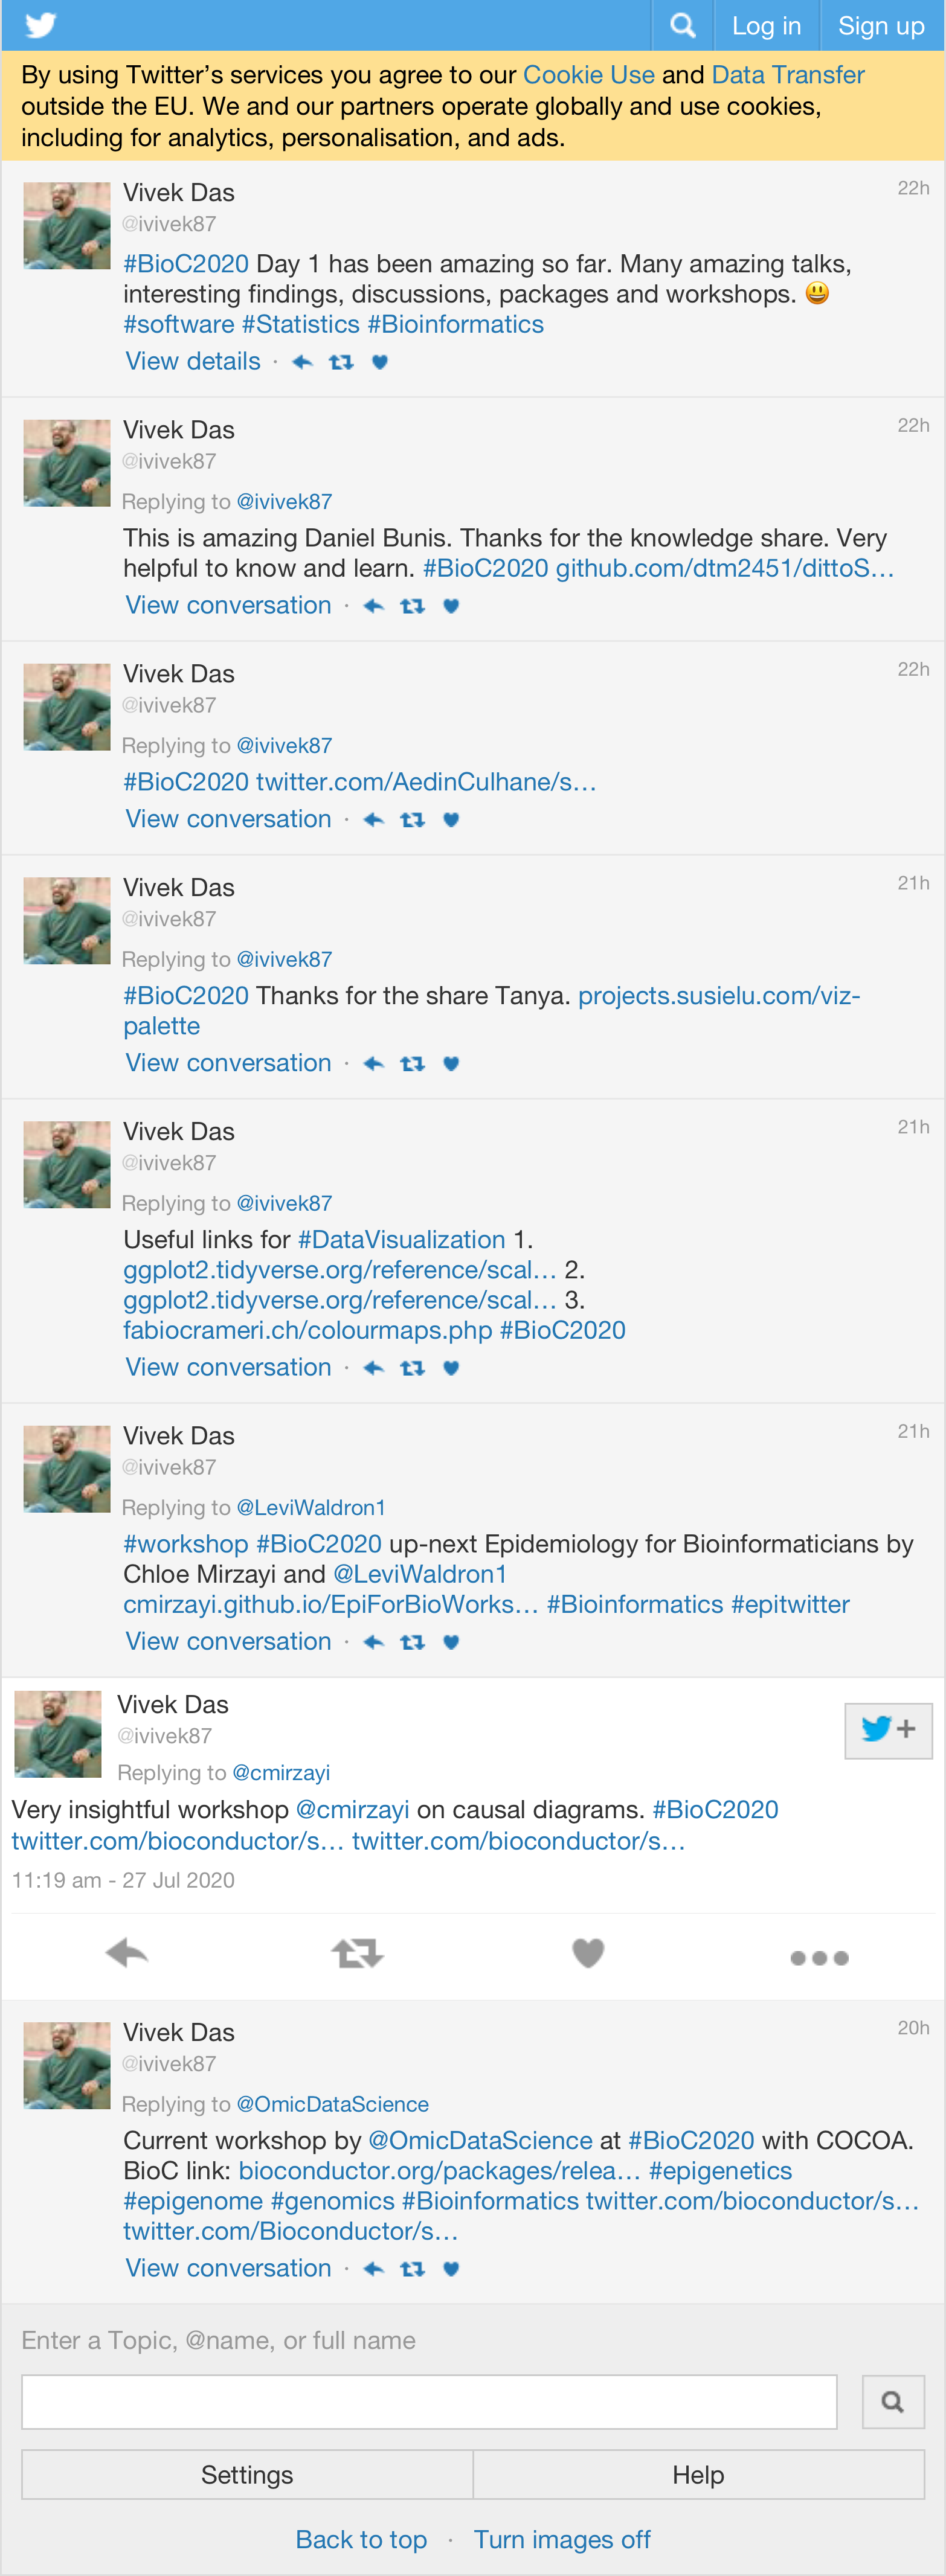 Log in
Sign up
By using Twitter’s services you agree to our Cookie Use and Data Transfer
outside the EU. We and our partners operate globally and use cookies,
including for analytics, personalisation, and ads.
Vivek Das 22h
@ivivek87
#BioC2020 Day 1 has been amazing so far. Many amazing talks,
interesting findings, discussions, packages and workshops. 😃
#software #Statistics #Bioinformatics
View details ·
Vivek Das 22h
@ivivek87
Replying to @ivivek87
This is amazing Daniel Bunis. Thanks for the knowledge share. Very
helpful to know and learn. #BioC2020 github.com/dtm2451/dittoS…
View conversation ·
Vivek Das 22h
@ivivek87
Replying to @ivivek87
#BioC2020 twitter.com/AedinCulhane/s…
View conversation ·
Vivek Das 21h
@ivivek87
Replying to @ivivek87
#BioC2020 Thanks for the share Tanya. projects.susielu.com/viz-
palette
View conversation ·
Vivek Das 21h
@ivivek87
Replying to @ivivek87
Useful links for #DataVisualization 1.
ggplot2.tidyverse.org/reference/scal… 2.
ggplot2.tidyverse.org/reference/scal… 3.
fabiocrameri.ch/colourmaps.php #BioC2020
View conversation ·
Vivek Das 21h
@ivivek87
Replying to @LeviWaldron1
#workshop #BioC2020 up-next Epidemiology for Bioinformaticians by
Chloe Mirzayi and @LeviWaldron1
cmirzayi.github.io/EpiForBioWorks… #Bioinformatics #epitwitter
View conversation ·
Vivek Das
@ivivek87
Replying to @cmirzayi
Very insightful workshop @cmirzayi on causal diagrams. #BioC2020
twitter.com/bioconductor/s… twitter.com/bioconductor/s…
11:19 am - 27 Jul 2020
Vivek Das 20h
@ivivek87
Replying to @OmicDataScience
Current workshop by @OmicDataScience at #BioC2020 with COCOA.
BioC link: bioconductor.org/packages/relea… #epigenetics
#epigenome #genomics #Bioinformatics twitter.com/bioconductor/s…
twitter.com/Bioconductor/s…
View conversation ·
Enter a Topic, @name, or full name
Settings
Help
Back to top · Turn images off